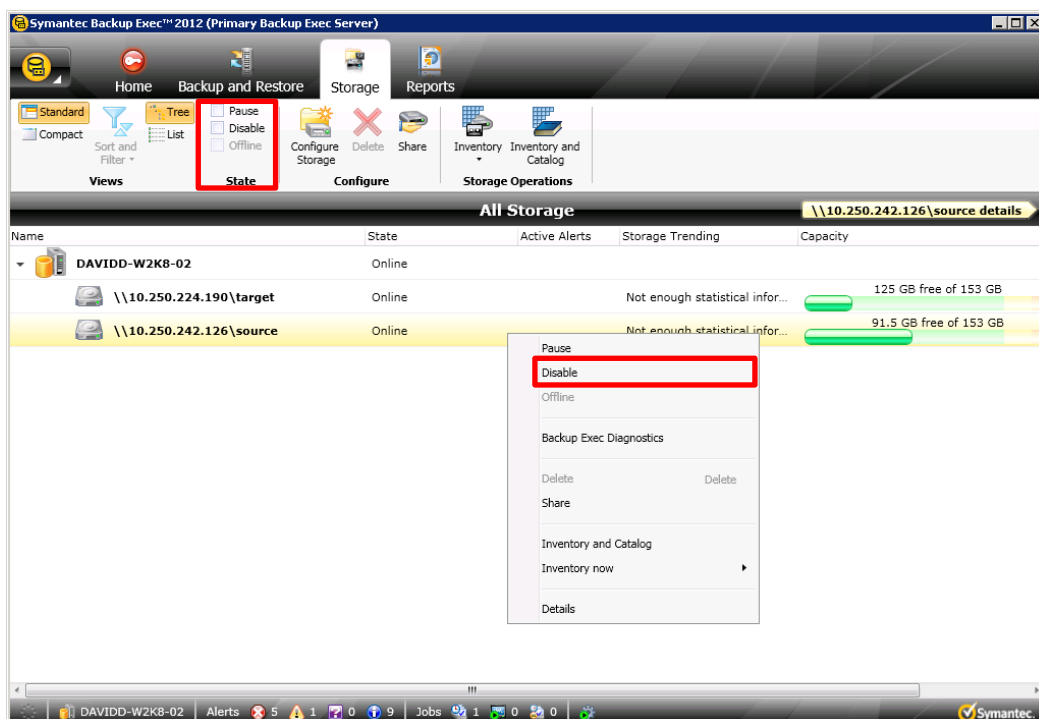 Symantec Backup Exec™ 2012 (Primary Backup Exec Server)
Home Backup and Restore Storage Reports
Standard Tree Pause
Compact List Disable
Sort and Filter Offline Configure Storage Delete Share Inventory Inventory and Catalog
Views State Configure Storage Operations
All Storage \\10.250.242.126\source details
Name State Active Alerts Storage Trending Capacity
DAVIDD-W2K8-02 Online
\\10.250.224.190\target Online Not enough statistical infor... 125 GB free of 153 GB
\\10.250.242.126\source Online Not enough statistical infor... 91.5 GB free of 153 GB
Pause
Disable
Offline
Backup Exec Diagnostics
Delete Delete
Share
Inventory and Catalog
Inventory now
Details
DAVIDD-W2K8-02 Alerts 5 1 0 9 Jobs 1 0 0 Symantec.